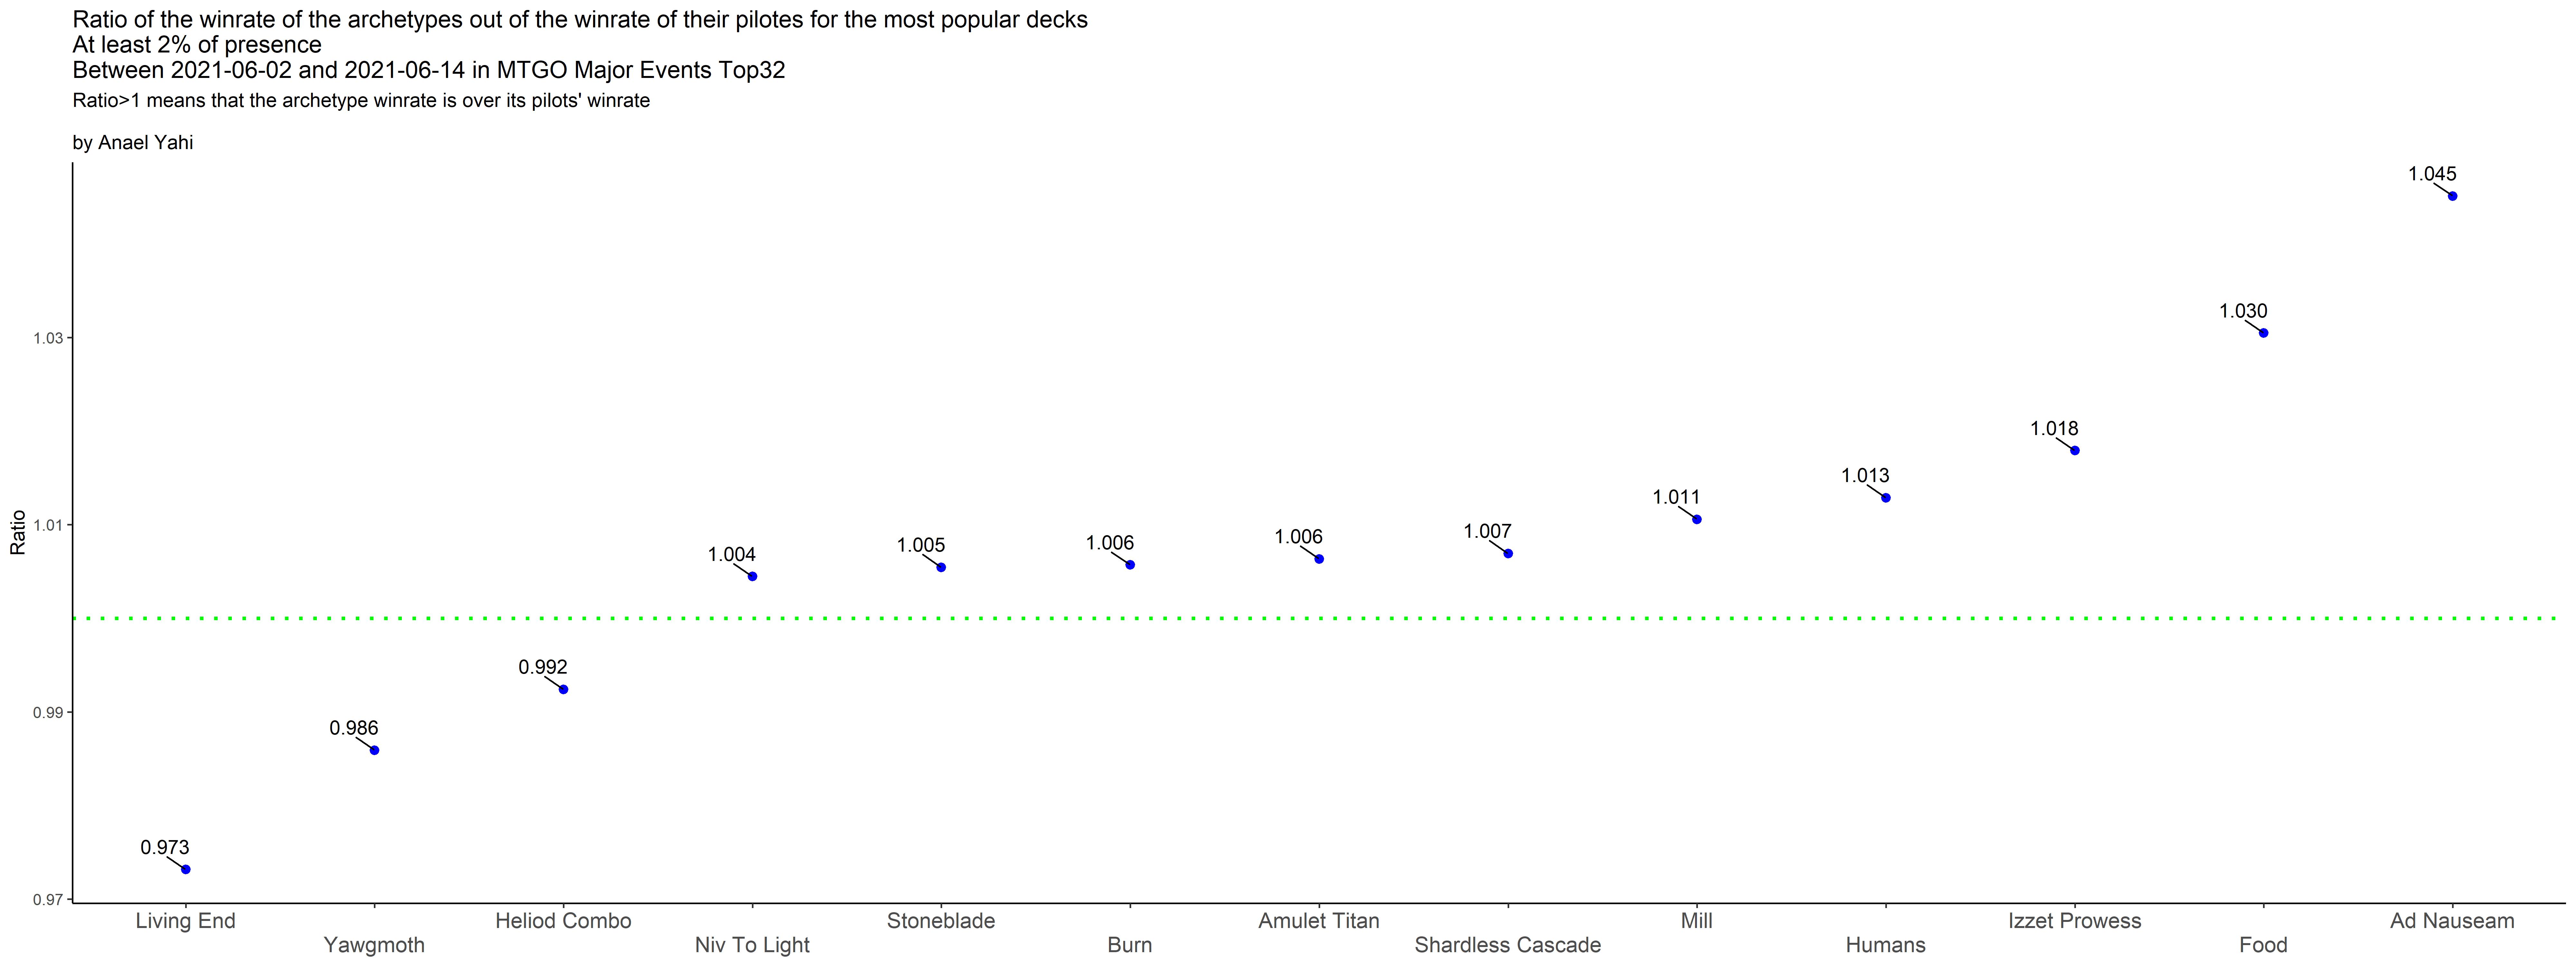 Ratio of the winrate of the archetypes out of the winrate of their pilotes for the most popular decks
At least 2% of presence
Between 2021-06-02 and 2021-06-14 in MTGO Major Events Top32
Ratio>1 means that the archetype winrate is over its pilots' winrate
by Anael Yahi
1.045
1.030
1.03
1.018
1.013
1.011
1.01
1.007
1.006
1.006
1.005
1.004
Ratio
0.992
0.99
0.986
0.973
0.97
Living End
Yawgmoth
Heliod Combo
Niv To Light
Stoneblade
Burn
Amulet Titan
Shardless Cascade
Mill
Humans
Izzet Prowess
Food
Ad Nauseam